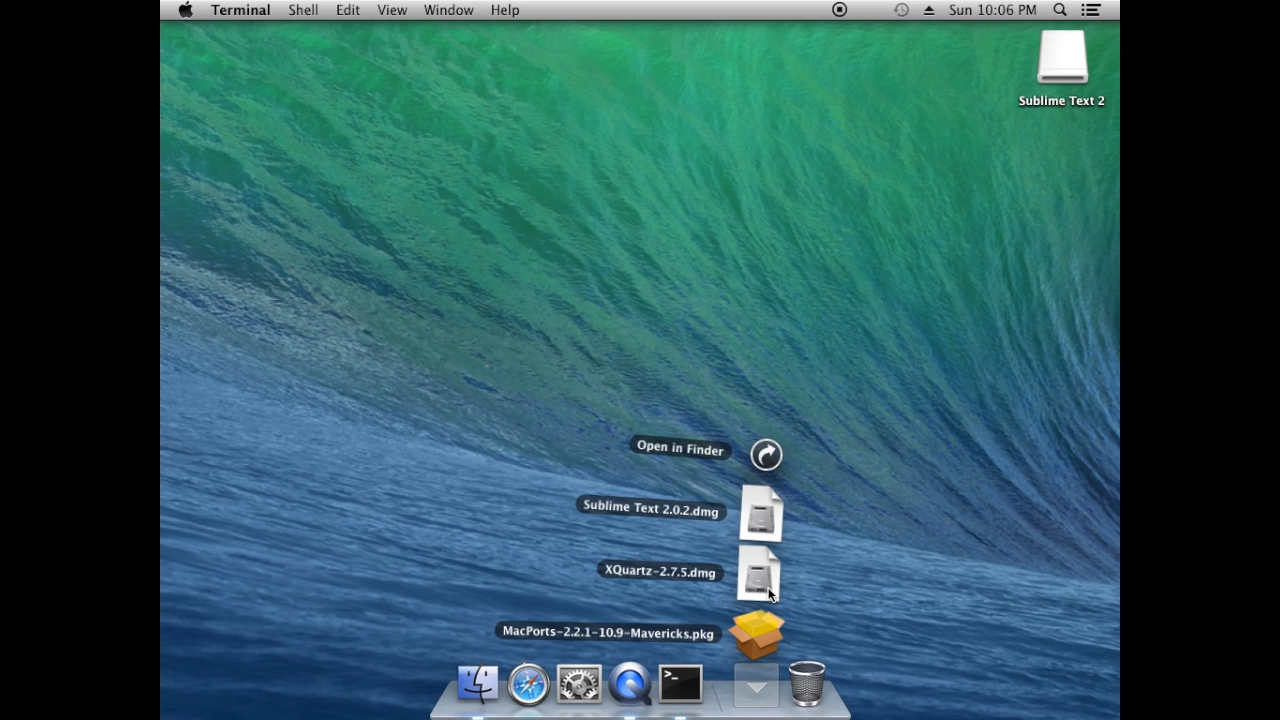 Terminal Shell Edit View Window Help Sun 10:06 PM
Sublime Text 2
Open in Finder
Sublime Text 2.0.2.dmg
XQuartz-2.7.5.dmg
MacPorts-2.2.1-10.9-Mavericks.pkg
>_